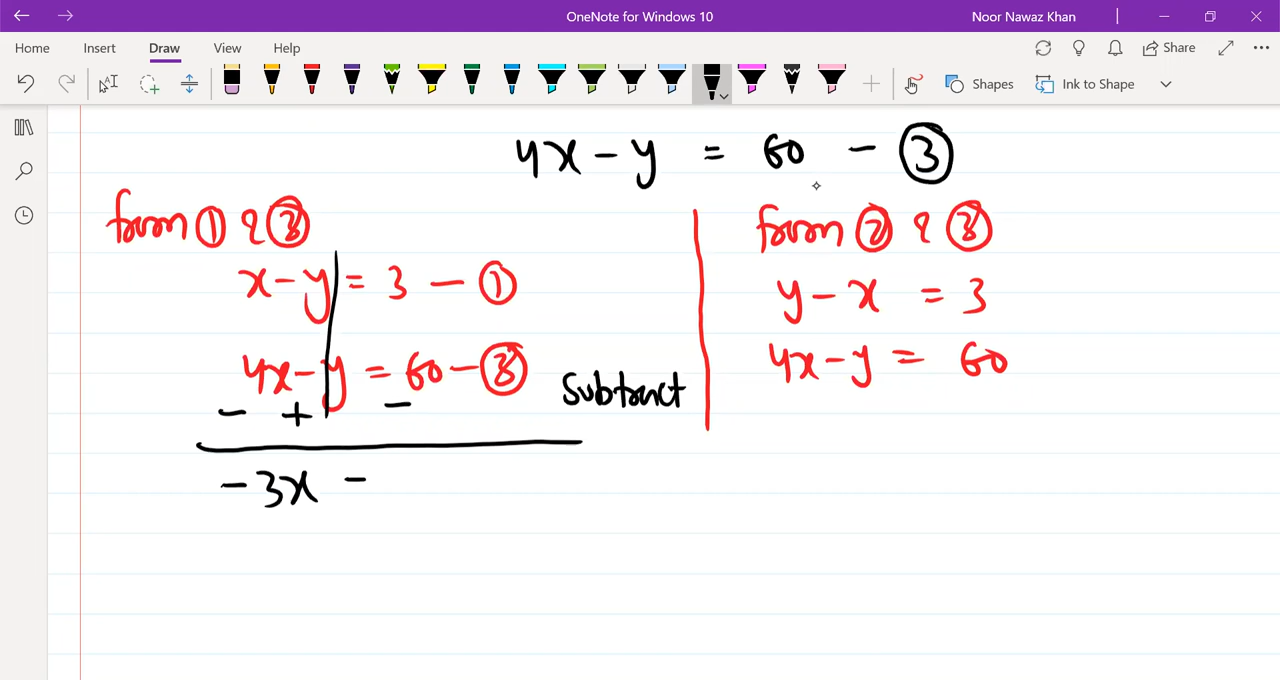 OneNote for Windows 10
Noor Nawaz Khan
Home Insert Draw View Help
Share
Shapes
Ink to Shape
4x - y = 60 - ③
from ① & ③
x - y = 3 - ①
4x - y = 60 - ③
- + -
Subtract
- 3x -
from ② & ③
y - x = 3
4x - y = 60